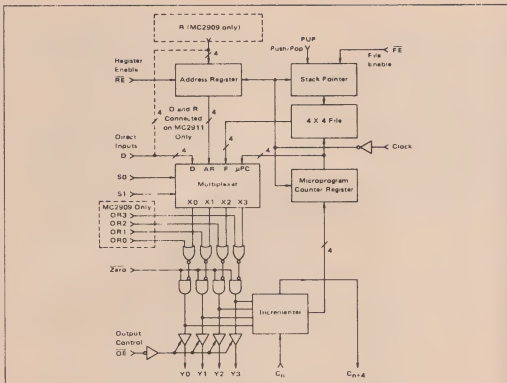 R (MC2909 only)
PUP
Push/Pop
FE
File
Enable
4
Register
Enable
RE
Address Register
Stack Pointer
D and R
Connected
on MC2911
Only
4 X 4 File
4
4
4
4
4
Direct
Inputs
D
Clock
D AR F µPC
Multiplexer
X0 X1 X2 X3
S0
S1
Microprogram
Counter Register
MC2909 Only
OR3
OR2
OR1
OR0
4
Zero
Incrementer
Output
Control
OE
Y0 Y1 Y2 Y3
Cn
Cn+4